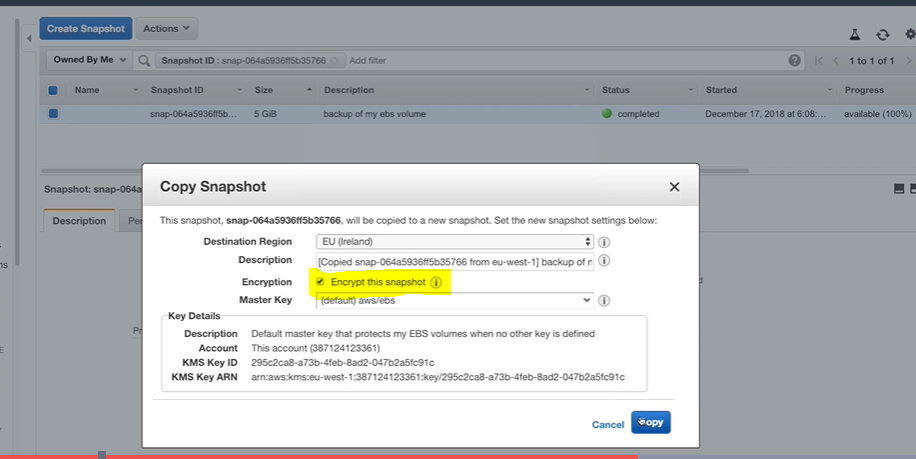 Create Snapshot Actions
Owned By Me Snapshot ID : snap-064a5936ff5b35766 Add filter 1 to 1 of 1
Name Snapshot ID Size Description Status Started Progress
snap-064a5936ff5b... 5 GiB backup of my ebs volume completed December 17, 2018 at 6:08:... available (100%)
Snapshot: snap-064a
Copy Snapshot
This snapshot, snap-064a5936ff5b35766, will be copied to a new snapshot. Set the new snapshot settings below:
Description Per
Destination Region EU (Ireland)
Description [Copied snap-064a5936ff5b35766 from eu-west-1] backup of
Encryption Encrypt this snapshot
Master Key (default) aws/ebs
Key Details
Description Default master key that protects my EBS volumes when no other key is defined
Account This account (387124123361)
KMS Key ID 295c2ca8-a73b-4feb-8ad2-047b2a5fc91c
KMS Key ARN arn:aws:kms:eu-west-1:387124123361:key/295c2ca8-a73b-4feb-8ad2-047b2a5fc91c
Cancel Copy